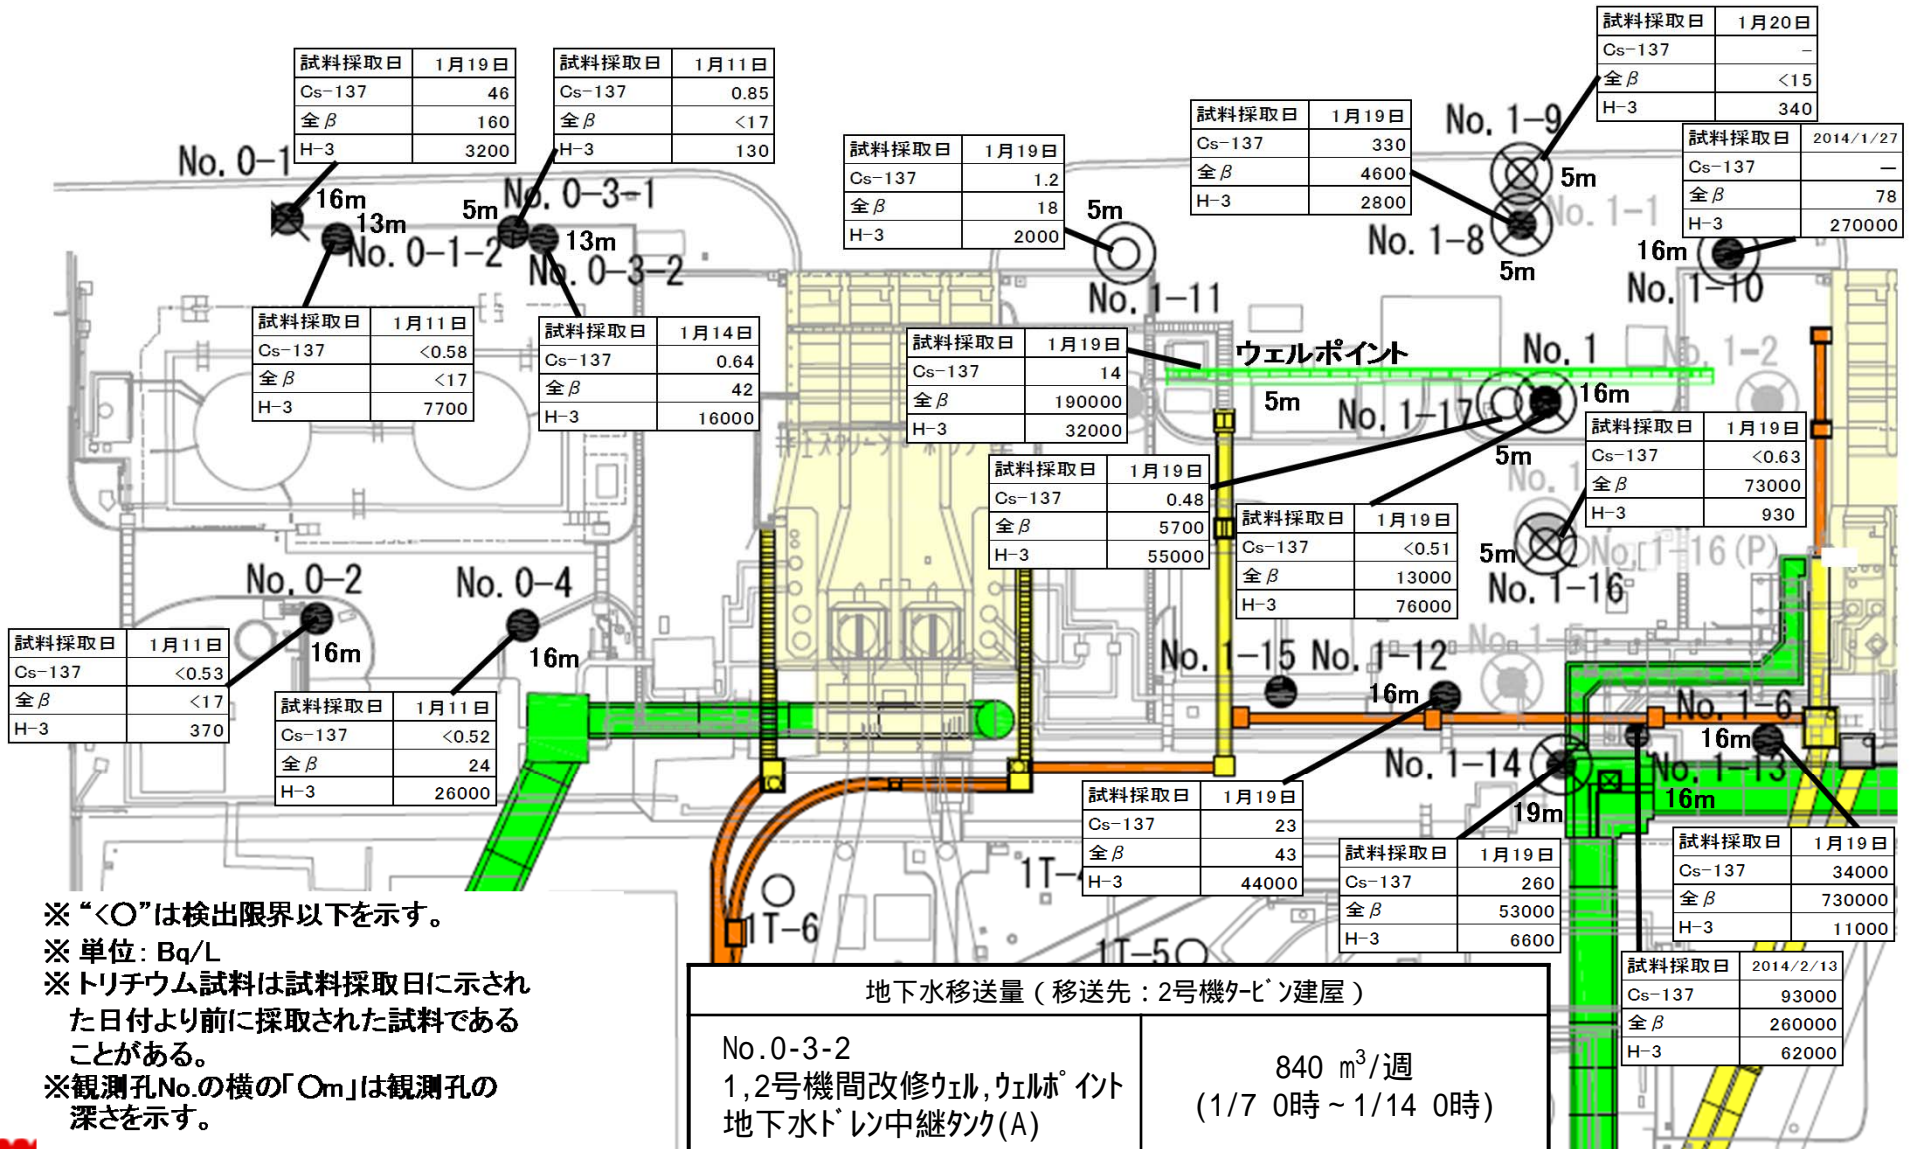 試料採取日 1月19日
Cs-137 46
全β 160
H-3 3200
試料採取日 1月11日
Cs-137 0.85
全β <17
H-3 130
試料採取日 1月19日
Cs-137 1.2
全β 18
H-3 2000
試料採取日 1月19日
Cs-137 330
全β 4600
H-3 2800
試料採取日 1月20日
Cs-137 -
全β <15
H-3 340
試料採取日 2014/1/27
Cs-137 —
全β 78
H-3 270000
No. 0-1
16m
13m
No. 0-1-2
5m
No. 0-3-1
13m
No. 0-3-2
5m
No. 1-11
No. 1-9
5m
No. 1-1
No. 1-8
5m
16m
No. 1-10
試料採取日 1月11日
Cs-137 <0.58
全β <17
H-3 7700
試料採取日 1月14日
Cs-137 0.64
全β 42
H-3 16000
試料採取日 1月19日
Cs-137 14
全β 190000
H-3 32000
ウェルポイント
5m
No. 1
No. 1-2
16m
No. 1-17
5m
試料採取日 1月19日
Cs-137 0.48
全β 5700
H-3 55000
試料採取日 1月19日
Cs-137 <0.51
全β 13000
H-3 76000
試料採取日 1月19日
Cs-137 <0.63
全β 73000
H-3 930
5m
No. 1-16(P)
No. 1-16
No. 0-2
16m
No. 0-4
16m
No. 1-15
No. 1-12
16m
No. 1-5
No. 1-6
16m
No. 1-14
19m
No. 1-13
16m
試料採取日 1月11日
Cs-137 <0.53
全β <17
H-3 370
試料採取日 1月11日
Cs-137 <0.52
全β 24
H-3 26000
試料採取日 1月19日
Cs-137 23
全β 43
H-3 44000
試料採取日 1月19日
Cs-137 260
全β 53000
H-3 6600
試料採取日 1月19日
Cs-137 34000
全β 730000
H-3 11000
試料採取日 2014/2/13
Cs-137 93000
全β 260000
H-3 62000
1T-6
1T-5
※ “<○”は検出限界以下を示す。
※ 単位: Bq/L
※ トリチウム試料は試料採取日に示され
た日付より前に採取された試料である
ことがある。
※観測孔No.の横の「○m」は観測孔の
深さを示す。
地下水移送量(移送先:2号機タービン建屋)
No.0-3-2
1,2号機間改修ウェル,ウェルポイント
地下水ドレン中継タンク(A)
840 m³/週
(1/7 0時~1/14 0時)